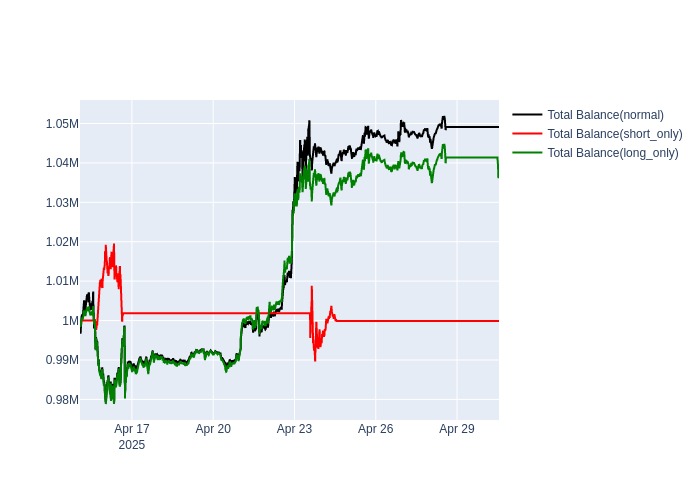 1.05M
1.04M
1.03M
1.02M
1.01M
1M
0.99M
0.98M
Apr 17
2025
Apr 20
Apr 23
Apr 26
Apr 29
Total Balance(normal)
Total Balance(short_only)
Total Balance(long_only)